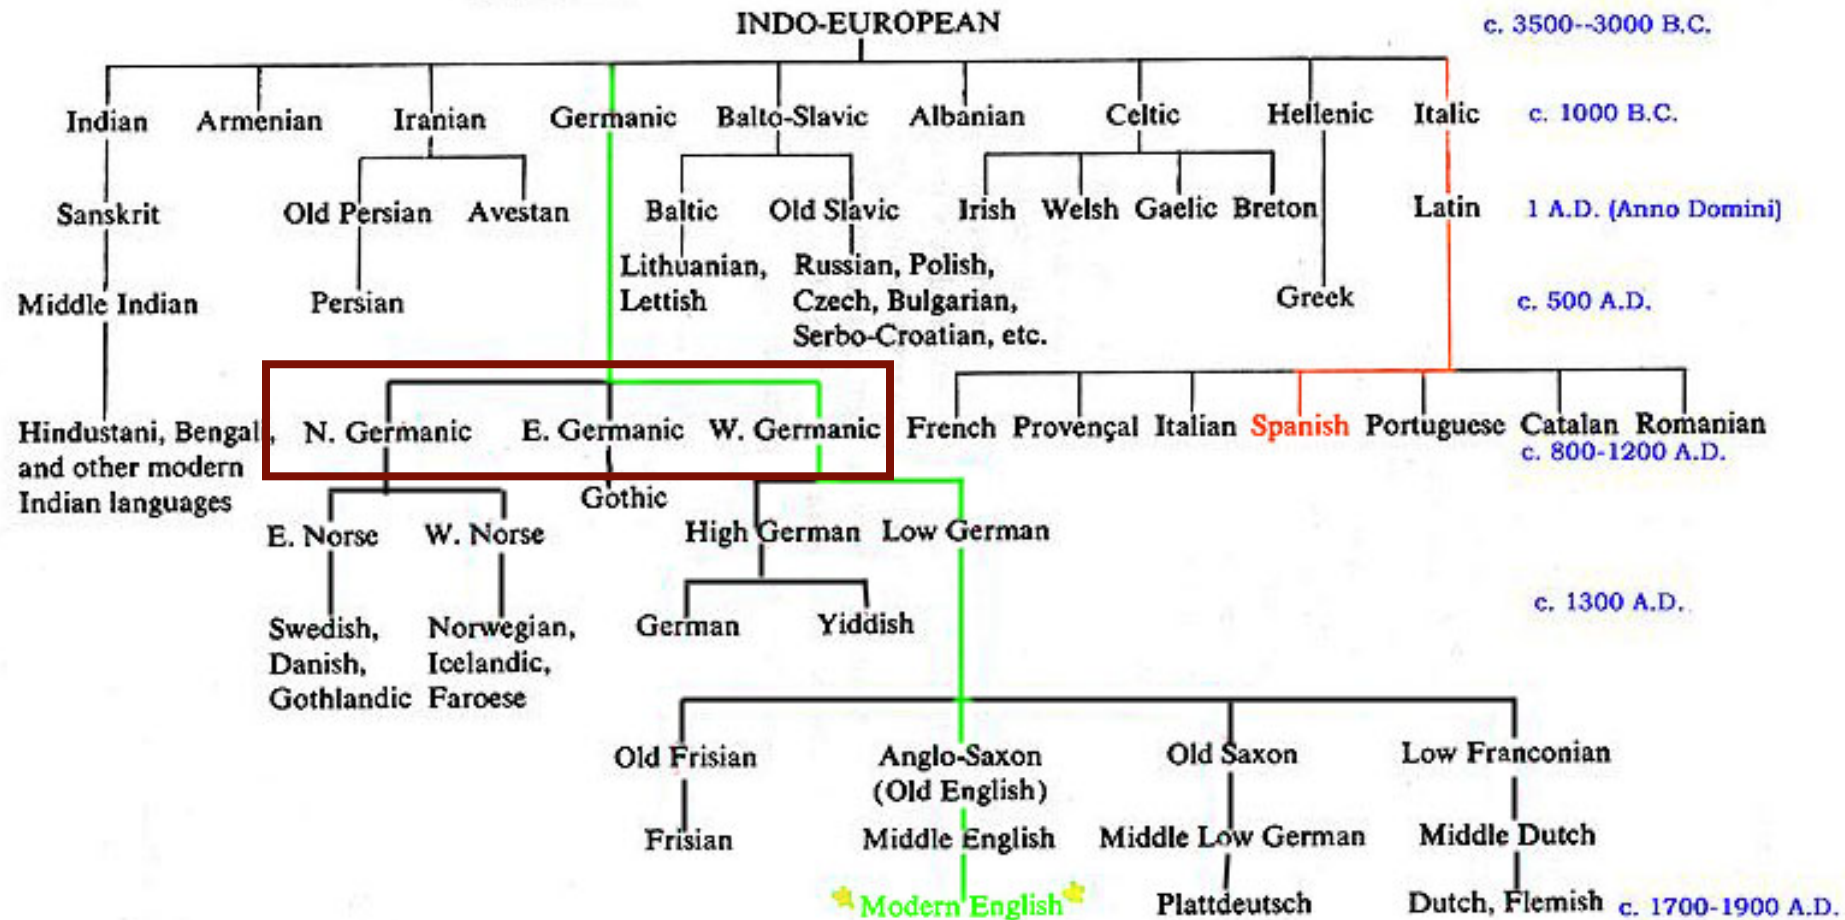 INDO-EUROPEAN c. 3500--3000 B.C.
Indian Armenian Iranian Germanic Balto-Slavic Albanian Celtic Hellenic Italic c. 1000 B.C.
Sanskrit Old Persian Avestan Baltic Old Slavic Irish Welsh Gaelic Breton Latin 1 A.D. (Anno Domini)
Lithuanian, Russian, Polish,
Middle Indian Persian Lettish Czech, Bulgarian, Greek c. 500 A.D.
Serbo-Croatian, etc.
Hindustani, Bengali, N. Germanic E. Germanic W. Germanic French Provençal Italian Spanish Portuguese Catalan Romanian
and other modern c. 800-1200 A.D.
Indian languages Gothic
E. Norse W. Norse High German Low German
c. 1300 A.D.
Swedish, Norwegian, German Yiddish
Danish, Icelandic,
Gothlandic Faroese
Old Frisian Anglo-Saxon Old Saxon Low Franconian
(Old English)
Frisian Middle English Middle Low German Middle Dutch
Modern English Plattdeutsch Dutch, Flemish c. 1700-1900 A.D.